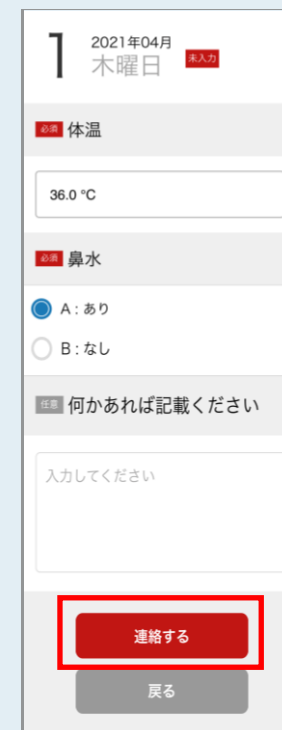 1
2021年04月
木曜日
未入力
必須 体温
36.0 ℃
必須 鼻水
A : あり
B : なし
任意 何かあれば記載ください
入力してください
連絡する
戻る